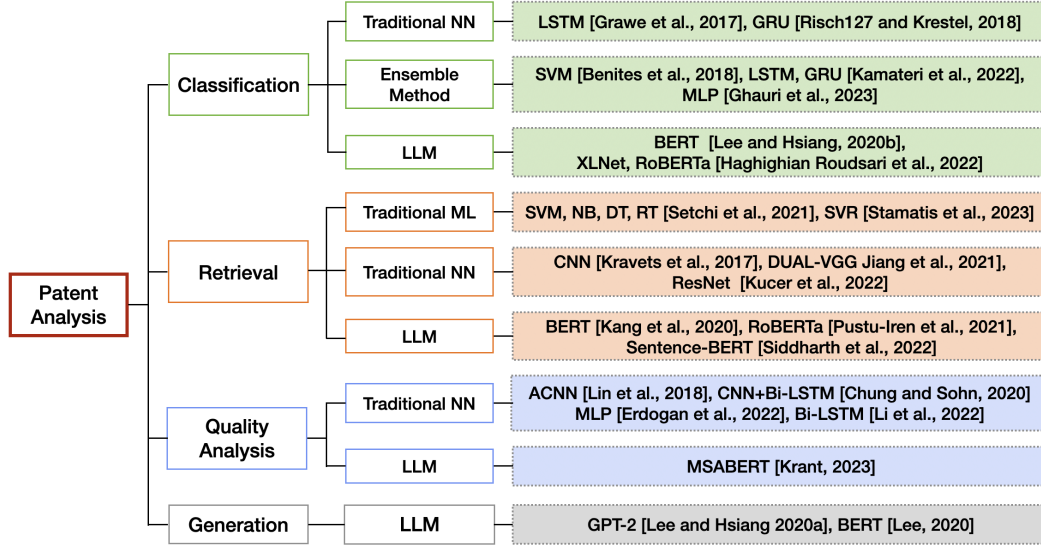 Traditional NN
LSTM [Grawe et al., 2017], GRU [Risch127 and Krestel, 2018]
Classification
Ensemble
Method
SVM [Benites et al., 2018], LSTM, GRU [Kamateri et al., 2022],
MLP [Ghauri et al., 2023]
LLM
BERT [Lee and Hsiang, 2020b],
XLNet, RoBERTa [Haghighian Roudsari et al., 2022]
Traditional ML
SVM, NB, DT, RT [Setchi et al., 2021], SVR [Stamatis et al., 2023]
Retrieval
Traditional NN
CNN [Kravets et al., 2017], DUAL-VGG Jiang et al., 2021],
ResNet [Kucer et al., 2022]
Patent
Analysis
LLM
BERT [Kang et al., 2020], RoBERTa [Pustu-Iren et al., 2021],
Sentence-BERT [Siddharth et al., 2022]
Traditional NN
ACNN [Lin et al., 2018], CNN+Bi-LSTM [Chung and Sohn, 2020]
MLP [Erdogan et al., 2022], Bi-LSTM [Li et al., 2022]
Quality
Analysis
LLM
MSABERT [Krant, 2023]
Generation
LLM
GPT-2 [Lee and Hsiang 2020a], BERT [Lee, 2020]